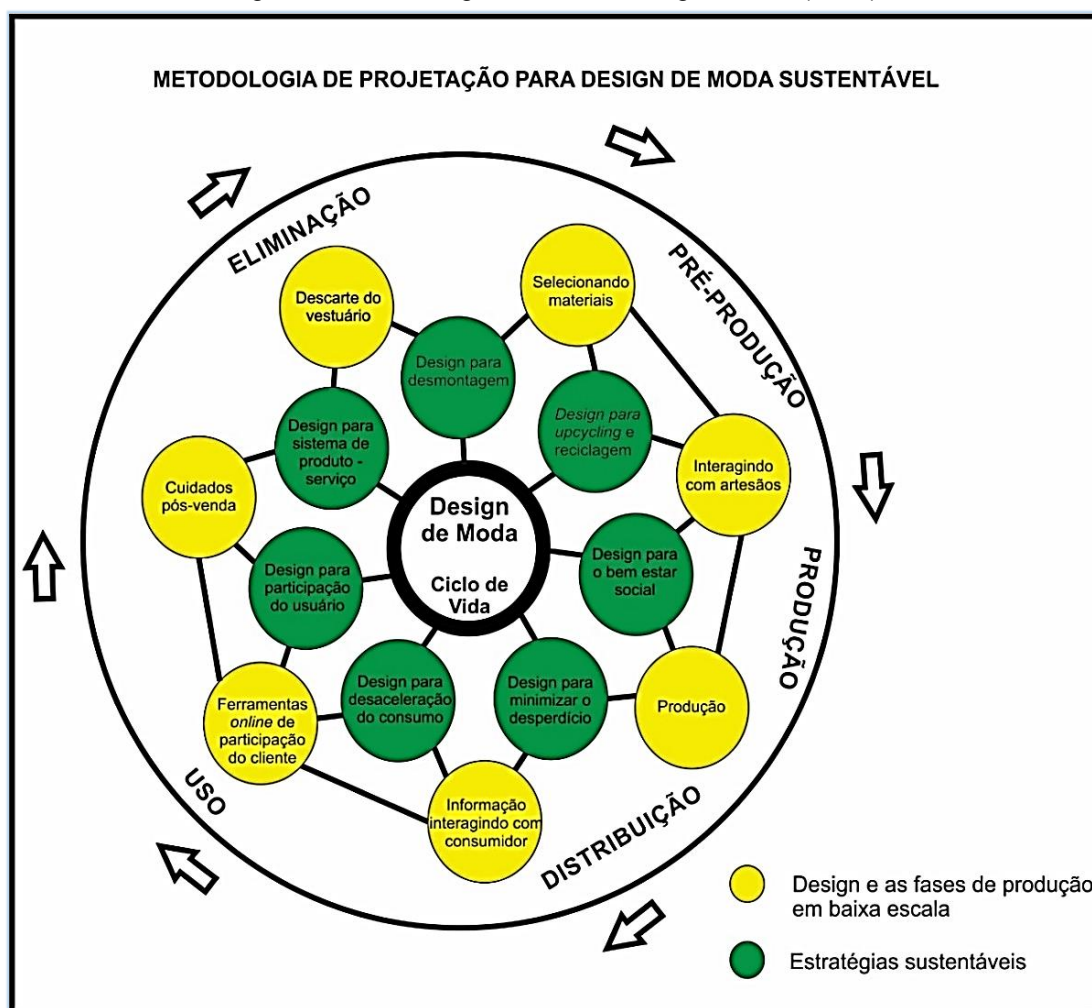 METODOLOGIA DE PROJETAÇÃO PARA DESIGN DE MODA SUSTENTÁVEL
ELIMINAÇÃO
PRÉ-PRODUÇÃO
PRODUÇÃO
DISTRIBUIÇÃO
USO
Descarte do
vestuário
Selecionando
materiais
Design para
desmontagem
Design para
upcycling e
reciclagem
Design para
sistema de
produto -
serviço
Cuidados
pós-venda
Interagindo
com artesãos
Design
de Moda
Ciclo de
Vida
Design para
participação
do usuário
Design para
o bem estar
social
Ferramentas
online de
participação
do cliente
Design para
desaceleração
do consumo
Design para
minimizar o
desperdício
Produção
Informação
interagindo com
consumidor
Design e as fases de produção
em baixa escala
Estratégias sustentáveis